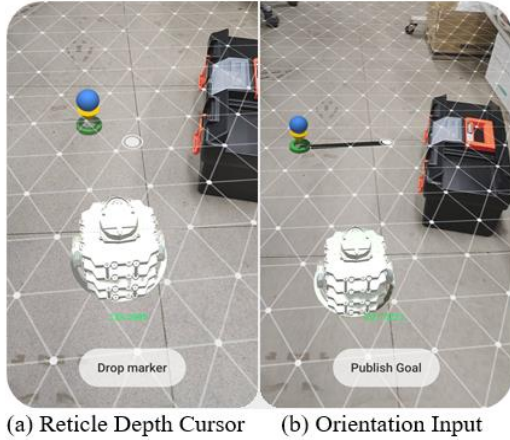 Drop marker
Publish Goal
(a) Reticle Depth Cursor
(b) Orientation Input